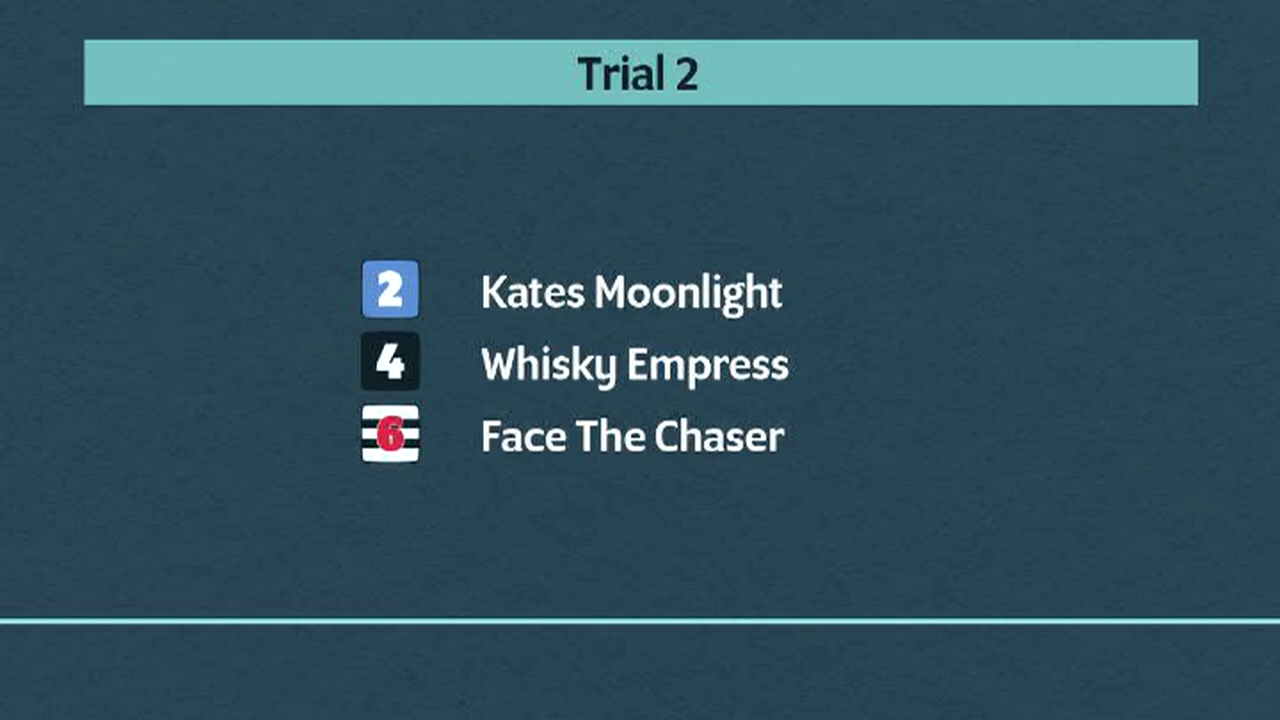 Trial 2
2 Kates Moonlight
4 Whisky Empress
6 Face The Chaser